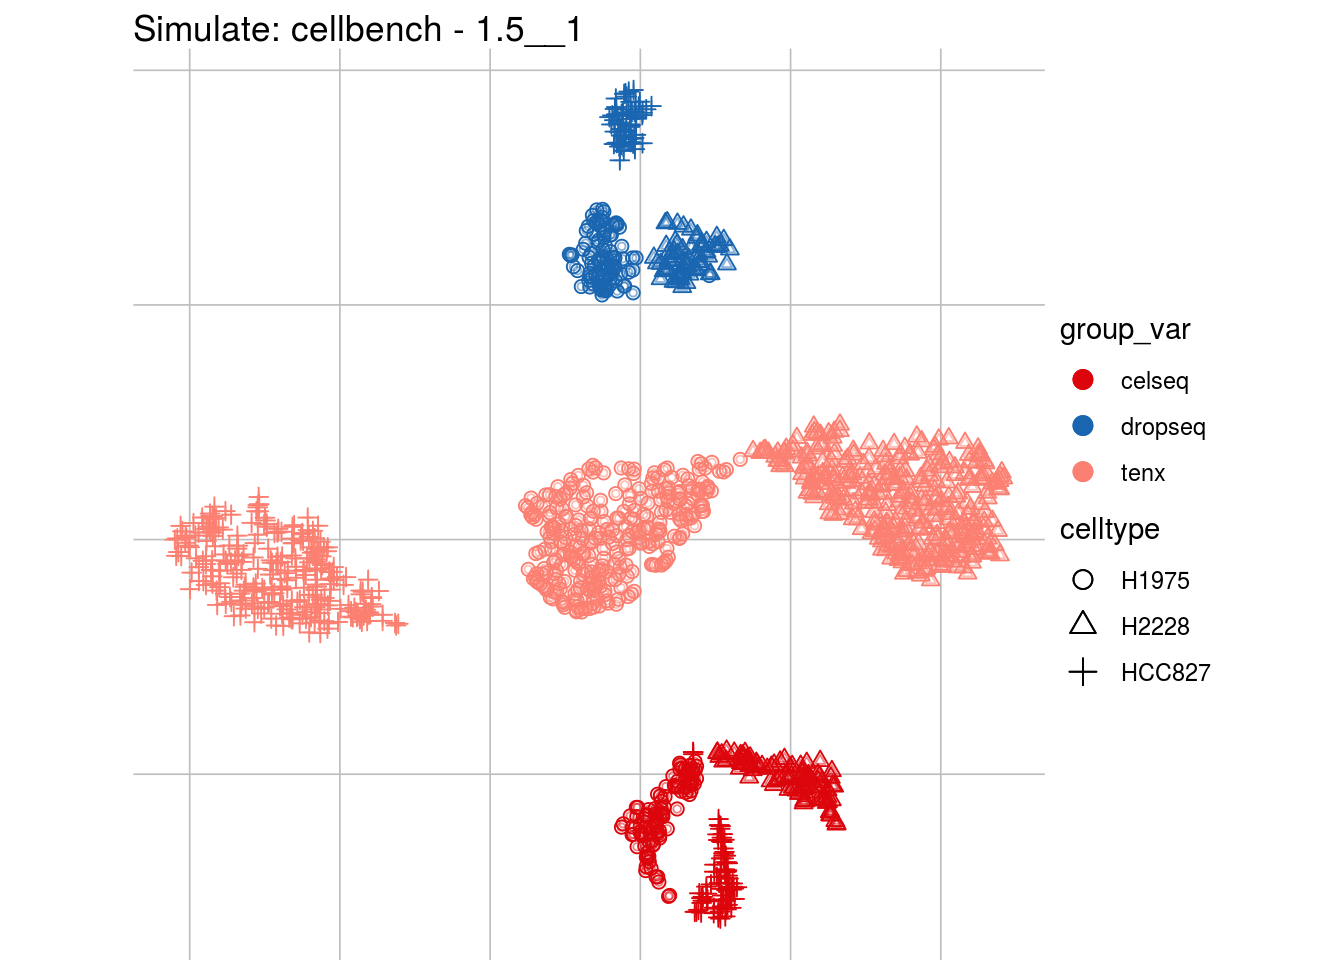 Simulate: cellbench - 1.5__1
group_var
celseq
dropseq
tenx
celltype
H1975
H2228
HCC827